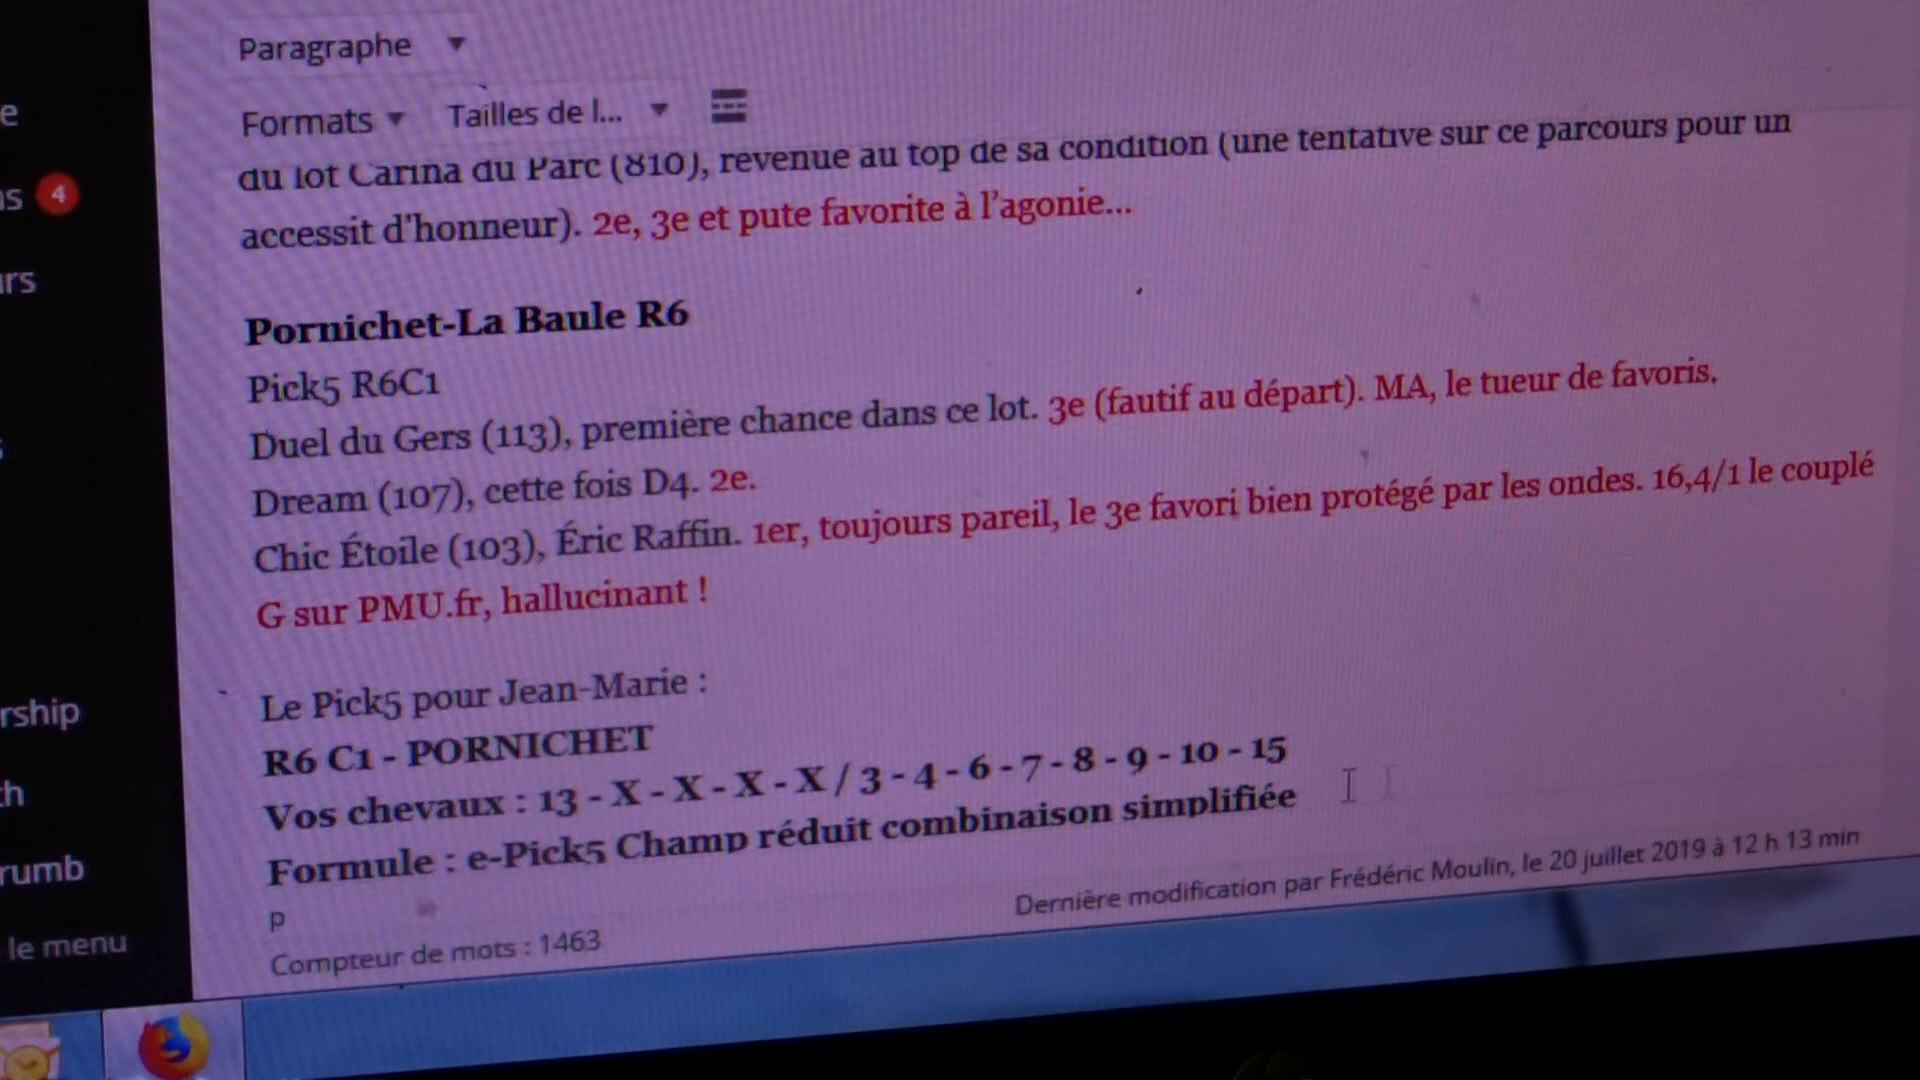 Paragraphe
Formats
Tailles de l...
e
s 4
rs
rship
h
rumb
le menu
du lot Carina du Parc (810), revenue au top de sa condition (une tentative sur ce parcours pour un
accessit d'honneur). 2e, 3e et pute favorite à l'agonie...
Pornichet-La Baule R6
Pick5 R6C1
Duel du Gers (113), première chance dans ce lot. 3e (fautif au départ). MA, le tueur de favoris.
Dream (107), cette fois D4. 2e.
Chic Étoile (103), Éric Raffin. 1er, toujours pareil, le 3e favori bien protégé par les ondes. 16,4/1 le couplé
G sur PMU.fr, hallucinant !
Le Pick5 pour Jean-Marie :
R6 C1 - PORNICHET
Vos chevaux : 13 - X - X - X - X / 3 - 4 - 6 - 7 - 8 - 9 - 10 - 15
Formule : e-Pick5 Champ réduit combinaison simplifiée
P
Compteur de mots : 1463
Dernière modification par Frédéric Moulin, le 20 juillet 2019 à 12 h 13 min